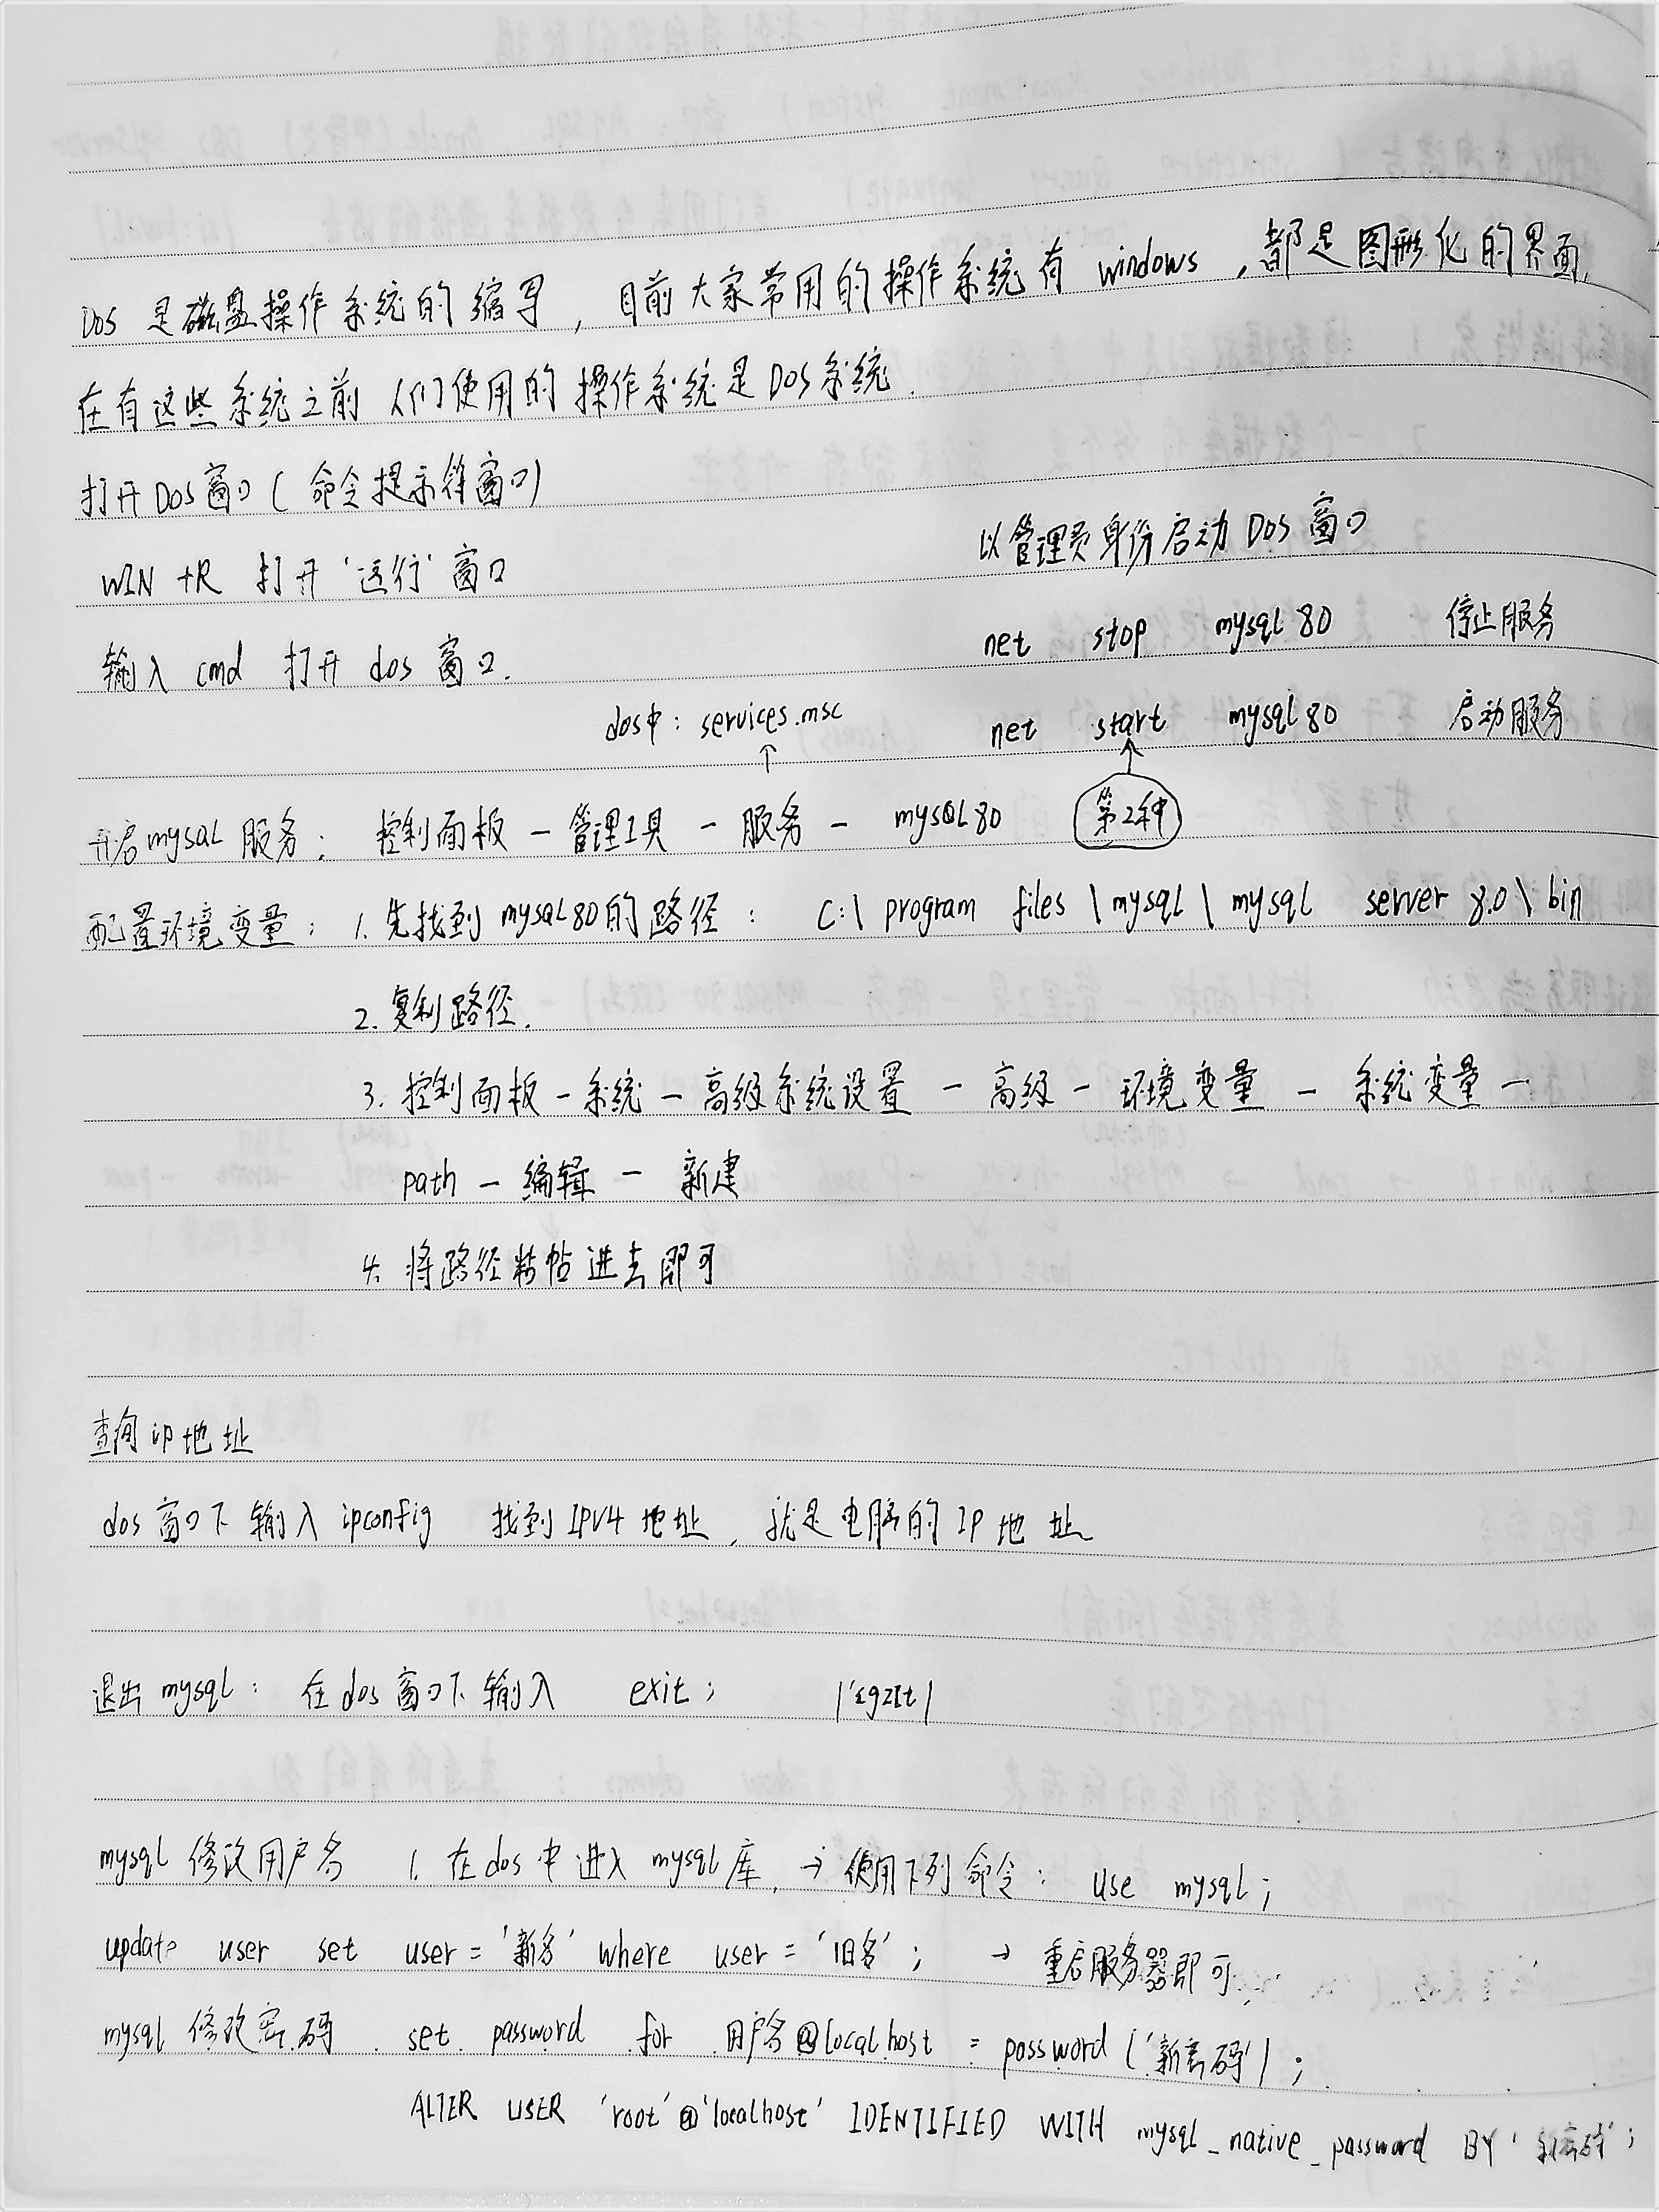 DOS 是磁盘操作系统的缩写，目前大家常用的操作系统有 windows，都是图形化的界面，
在有这些系统之前 人们使用的操作系统是DOS系统.
打开DOS窗口(命令提示符窗口)
WIN +R 打开'运行'窗口
输入 cmd 打开 dos 窗口.
以管理员身份启动 DOS 窗口
net stop mysql 80 停止服务
net start mysql 80 启动服务
↑
第2种
dos中: services.msc
↑
开启mysqL 服务: 控制面板 - 管理工具 - 服务 - mysQL 80
配置环境变量: 1. 先找到 mysqL80的路径: C:\ program files \ mysql \ mysql server 8.0 \ bin
2. 复制路径.
3. 控制面板 - 系统 - 高级系统设置 - 高级 - 环境变量 - 系统变量 -
path - 编辑 - 新建
4. 将路径粘帖进去即可
查询ip地址
dos窗口下 输入 ipconfig 找到 IPV4 地址，就是电脑的 IP 地址
退出 mysql: 在dos窗口下 输入 exit; |'εgzIt|
mysql 修改用户名 1. 在dos中进入 mysql 库. → 使用下列命令: use mysql;
update user set user = '新名' where user = '旧名'; → 重启服务器即可.
mysql 修改密码. set password for 用户名@localhost = password ('新密码');
ALTER USER 'root'@'localhost' IDENTIFIED WITH mysql_native_password BY '新密码';